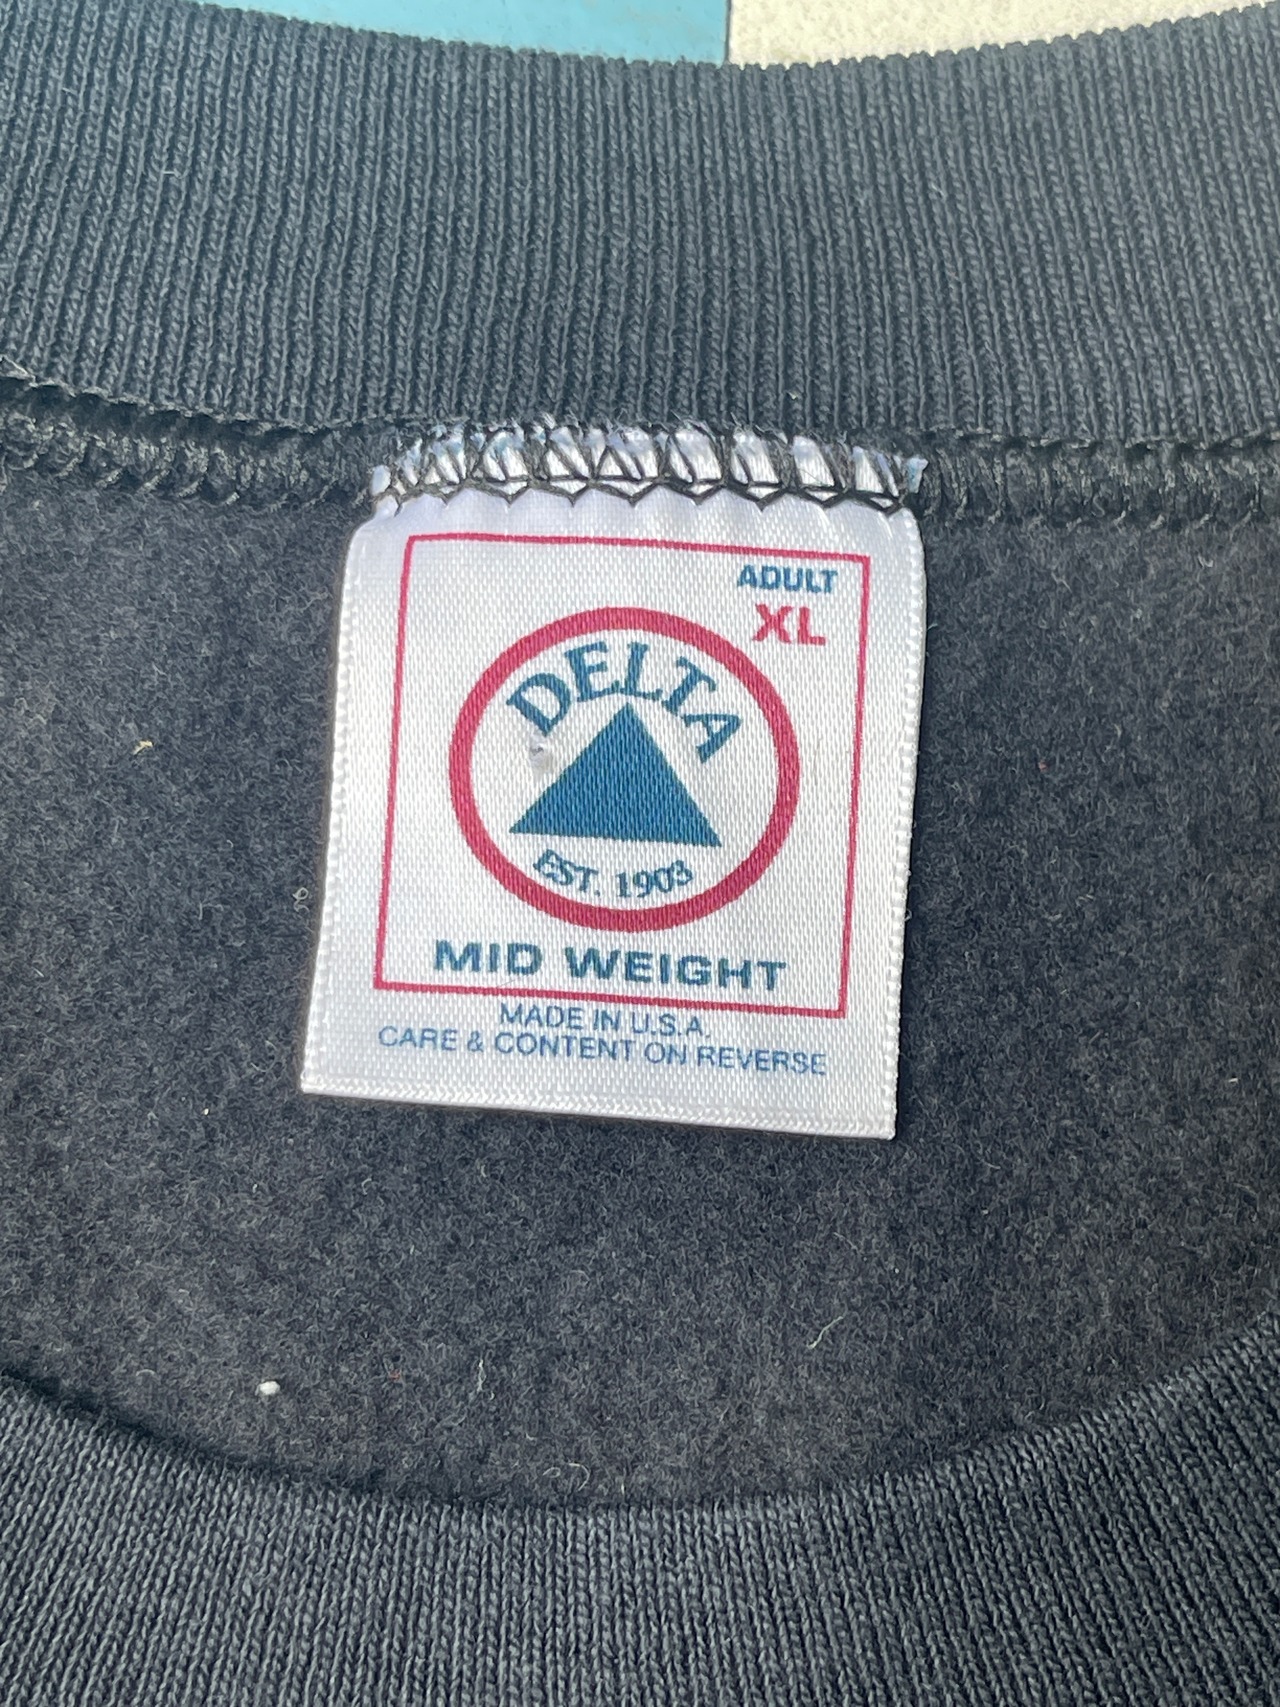 ADULT
XL
DELTA
EST. 1903
MID WEIGHT
MADE IN U.S.A.
CARE & CONTENT ON REVERSE